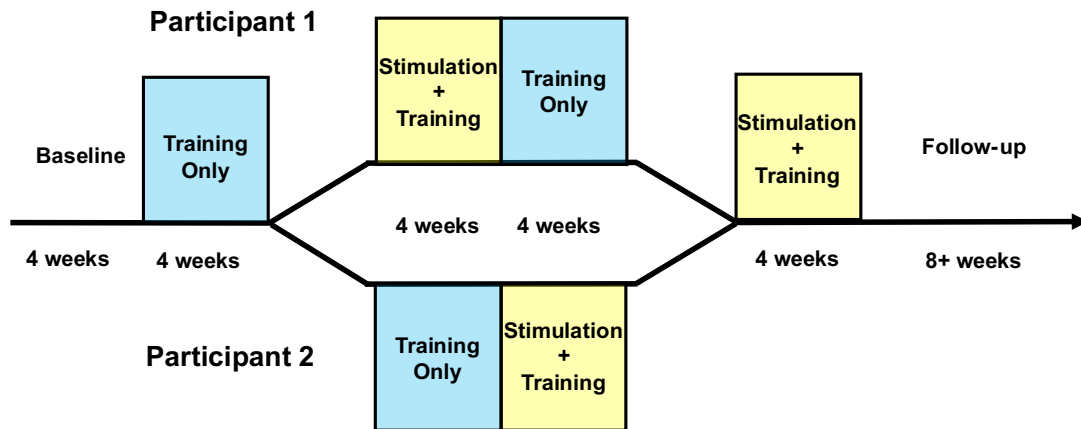 Participant 1
Stimulation
+
Training
Training
Only
Baseline
Training
Only
Stimulation
+
Training
Follow-up
4 weeks
4 weeks
4 weeks
4 weeks
4 weeks
8+ weeks
Participant 2
Training
Only
Stimulation
+
Training